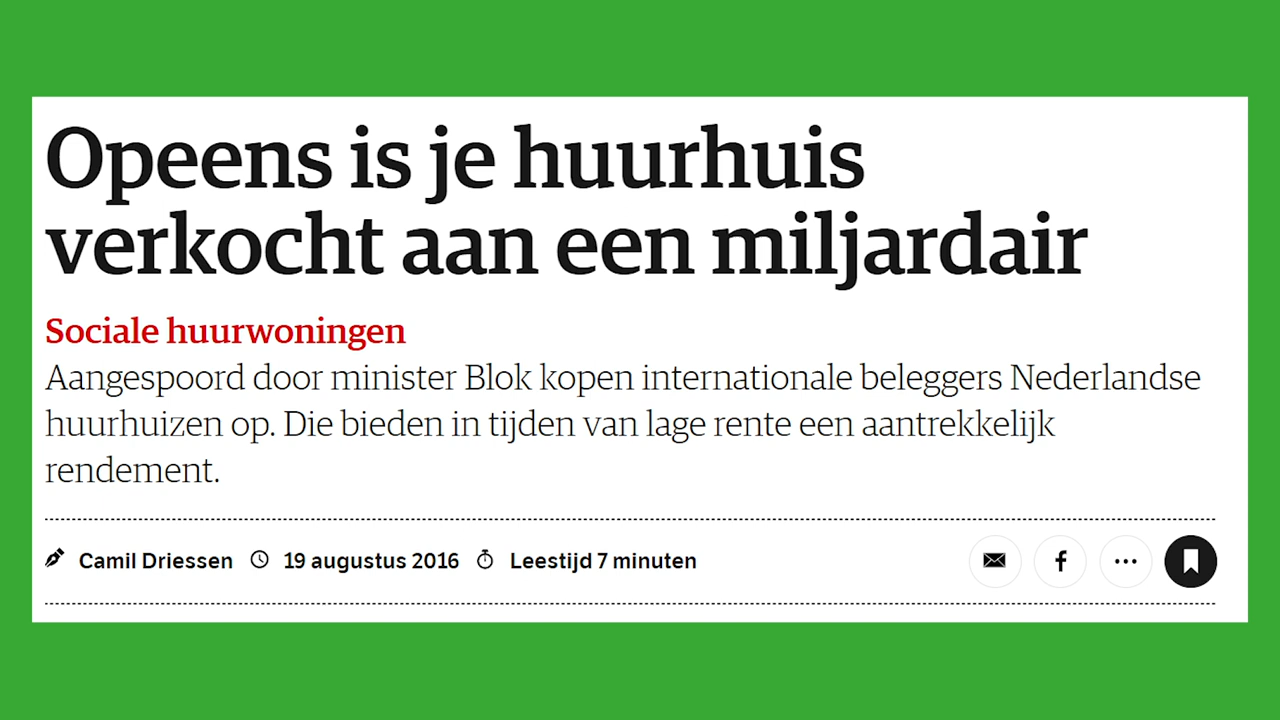 Opeens is je huurhuis
verkocht aan een miljardair
Sociale huurwoningen
Aangespoord door minister Blok kopen internationale beleggers Nederlandse
huurhuizen op. Die bieden in tijden van lage rente een aantrekkelijk
rendement.
Camil Driessen 19 augustus 2016 Leestijd 7 minuten